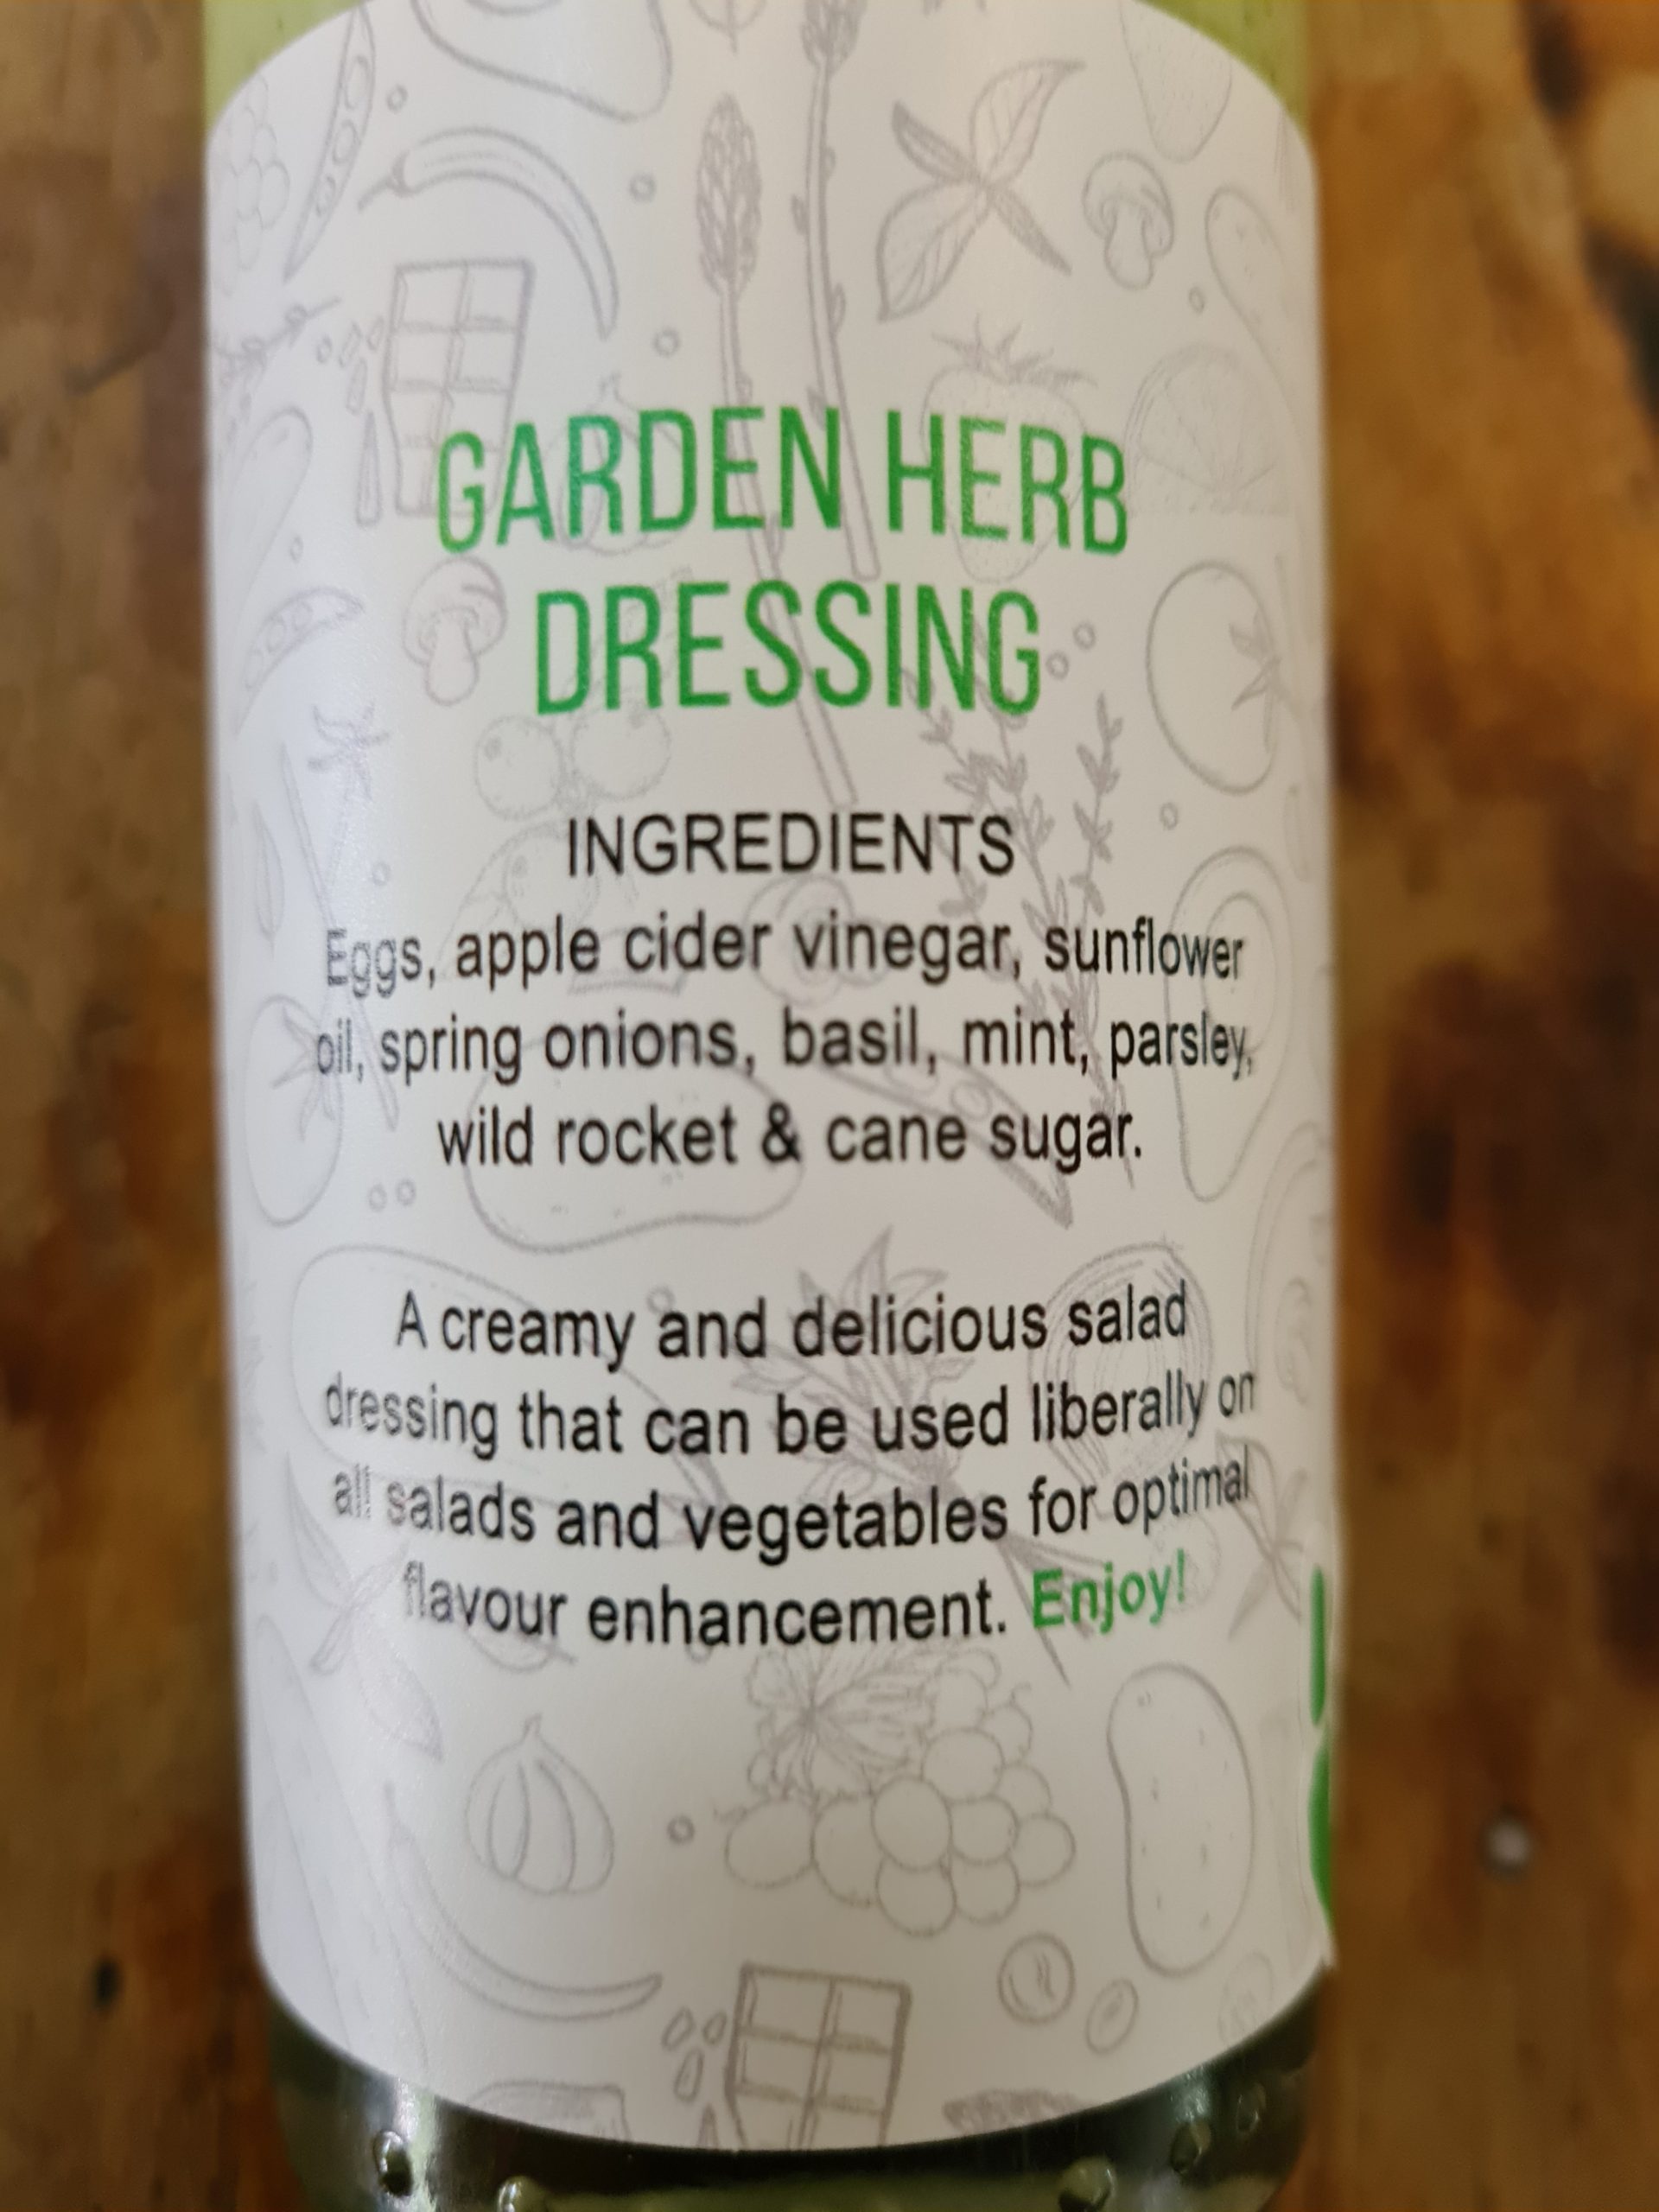 GARDEN HERB
DRESSING
INGREDIENTS
Eggs, apple cider vinegar, sunflower
oil, spring onions, basil, mint, parsley,
wild rocket & cane sugar.
A creamy and delicious salad
dressing that can be used liberally on
all salads and vegetables for optimal
flavour enhancement. Enjoy!